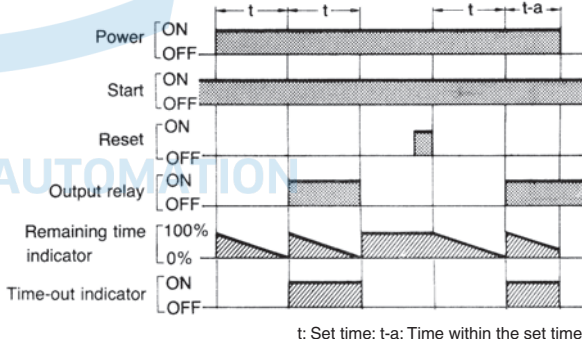 t t t t-a
Power ON
OFF
Start ON
OFF
Reset ON
OFF
AUTOMATION
Output relay ON
OFF
Remaining time indicator 100%
0%
Time-out indicator ON
OFF
t: Set time: t-a: Time within the set time